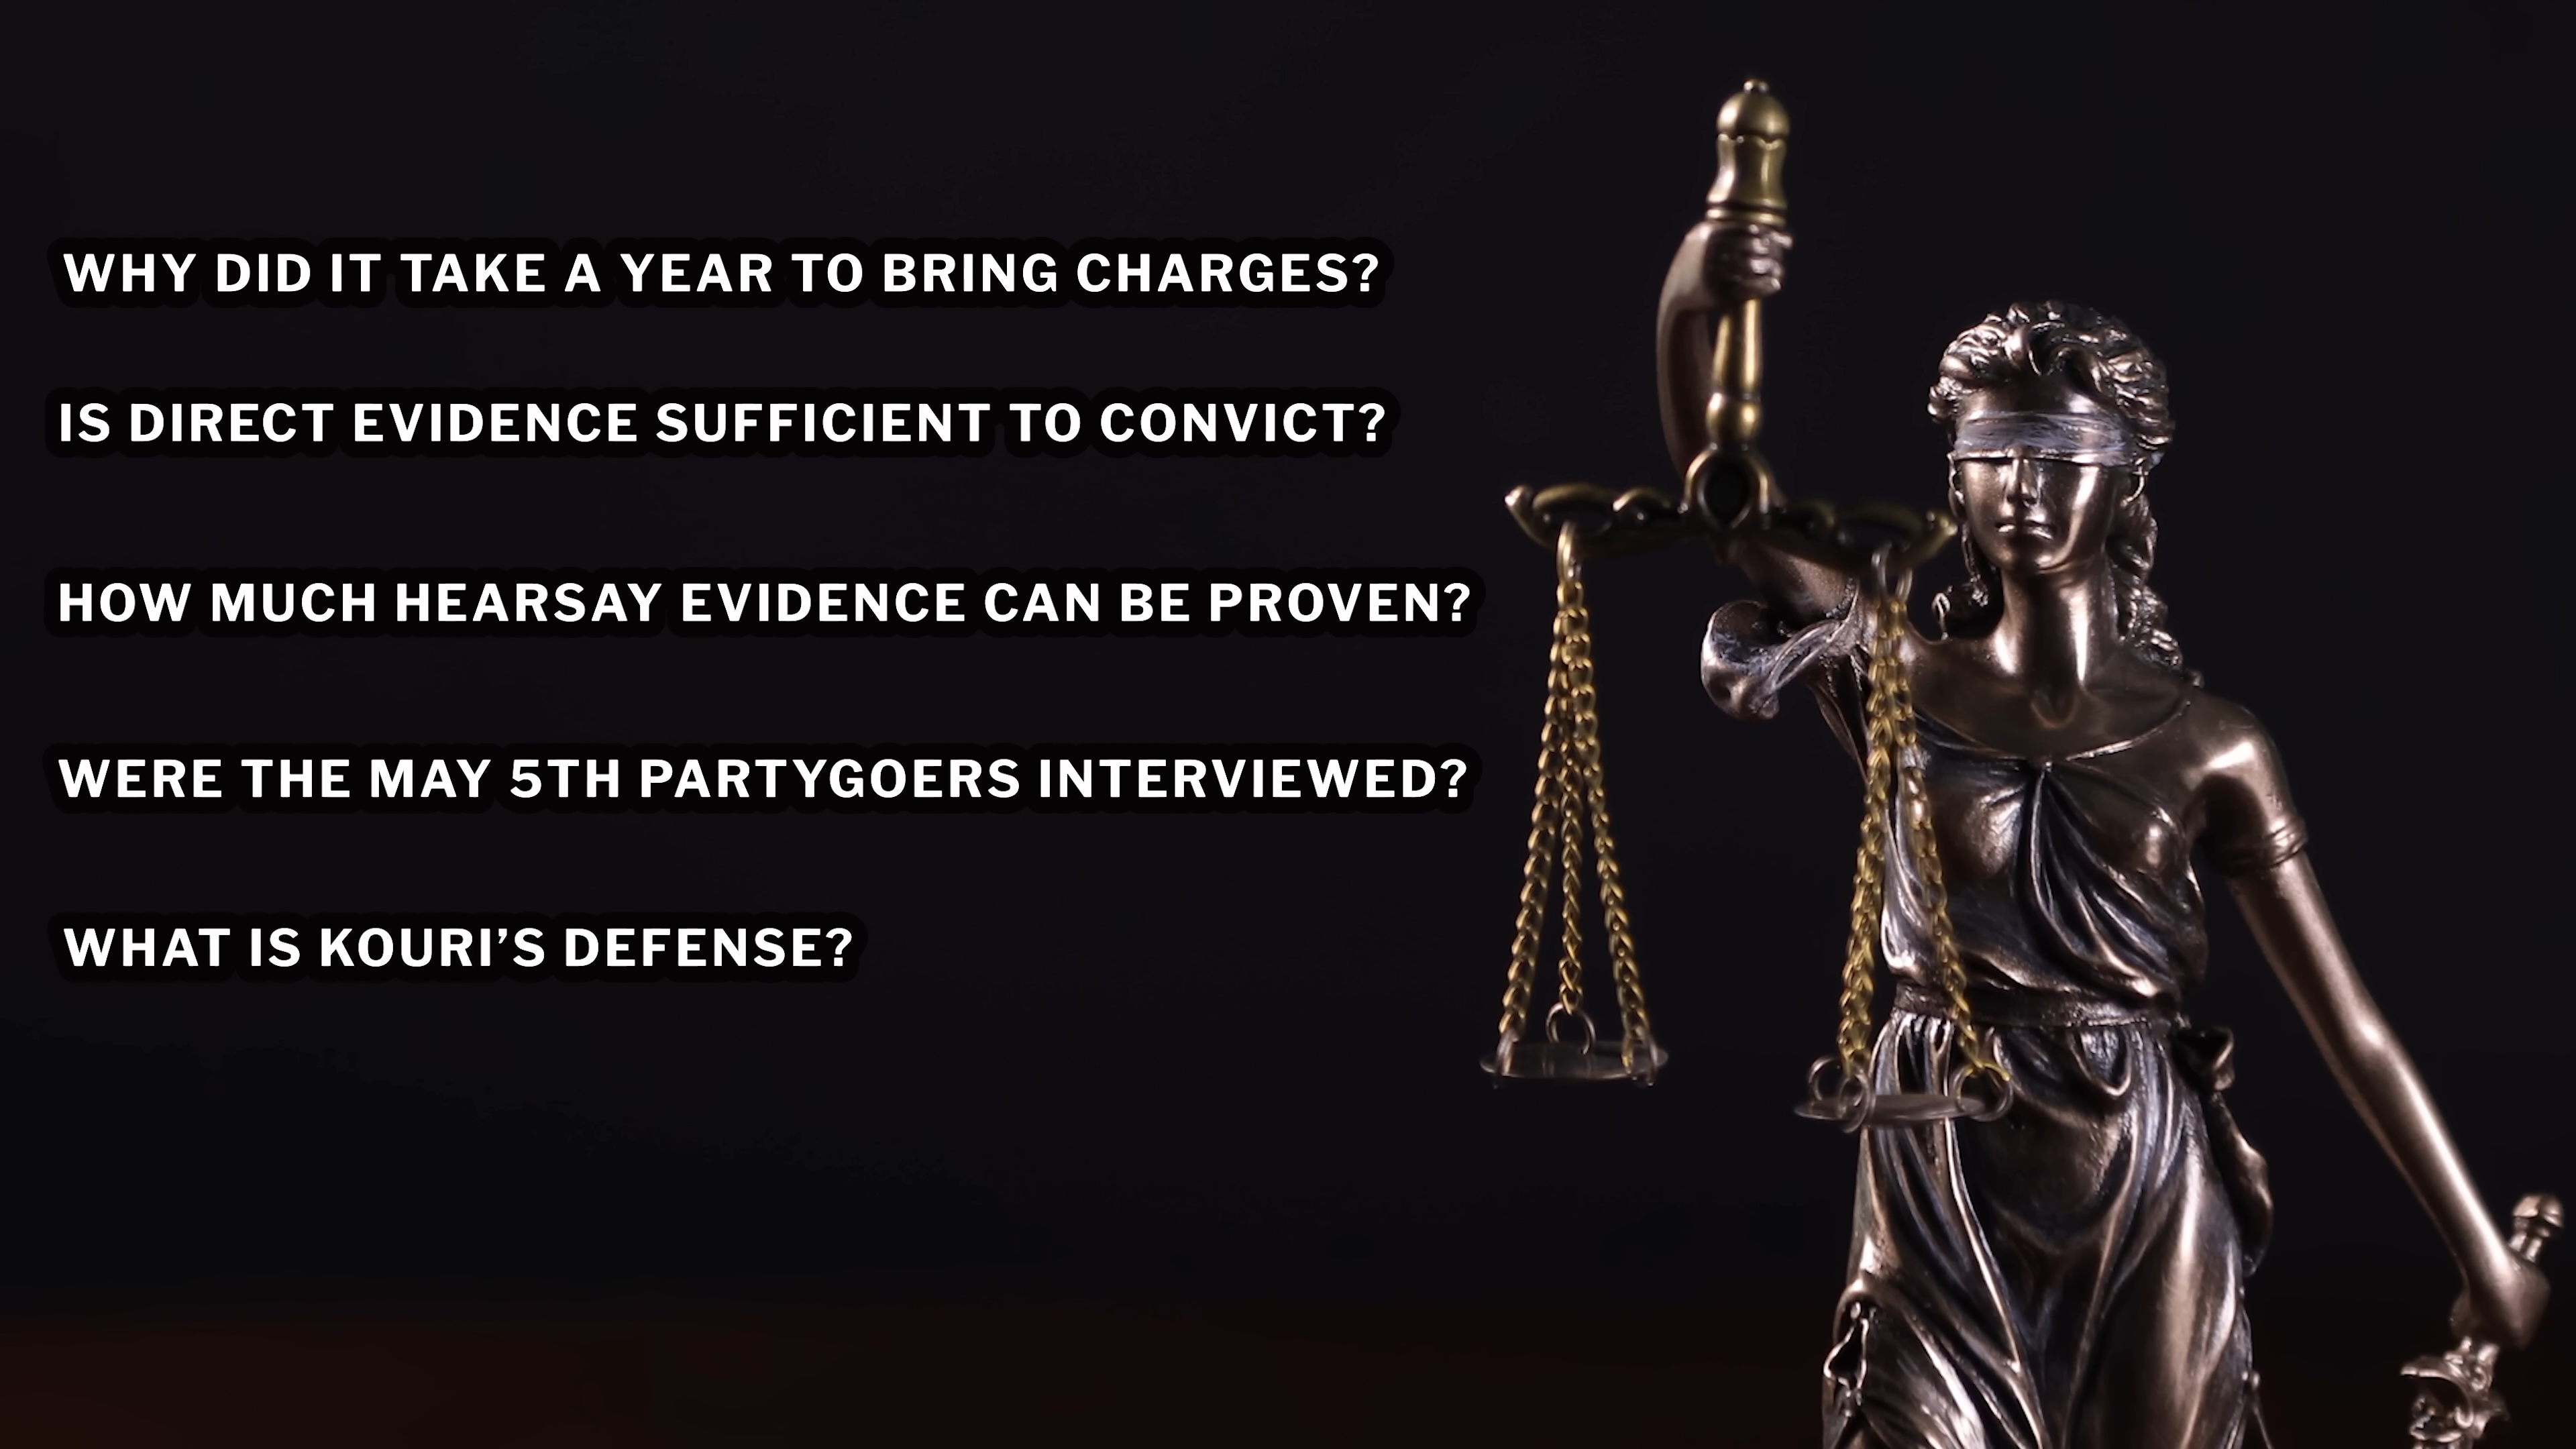 WHY DID IT TAKE A YEAR TO BRING CHARGES?
IS DIRECT EVIDENCE SUFFICIENT TO CONVICT?
HOW MUCH HEARSAY EVIDENCE CAN BE PROVEN?
WERE THE MAY 5TH PARTYGOERS INTERVIEWED?
WHAT IS KOURI’S DEFENSE?